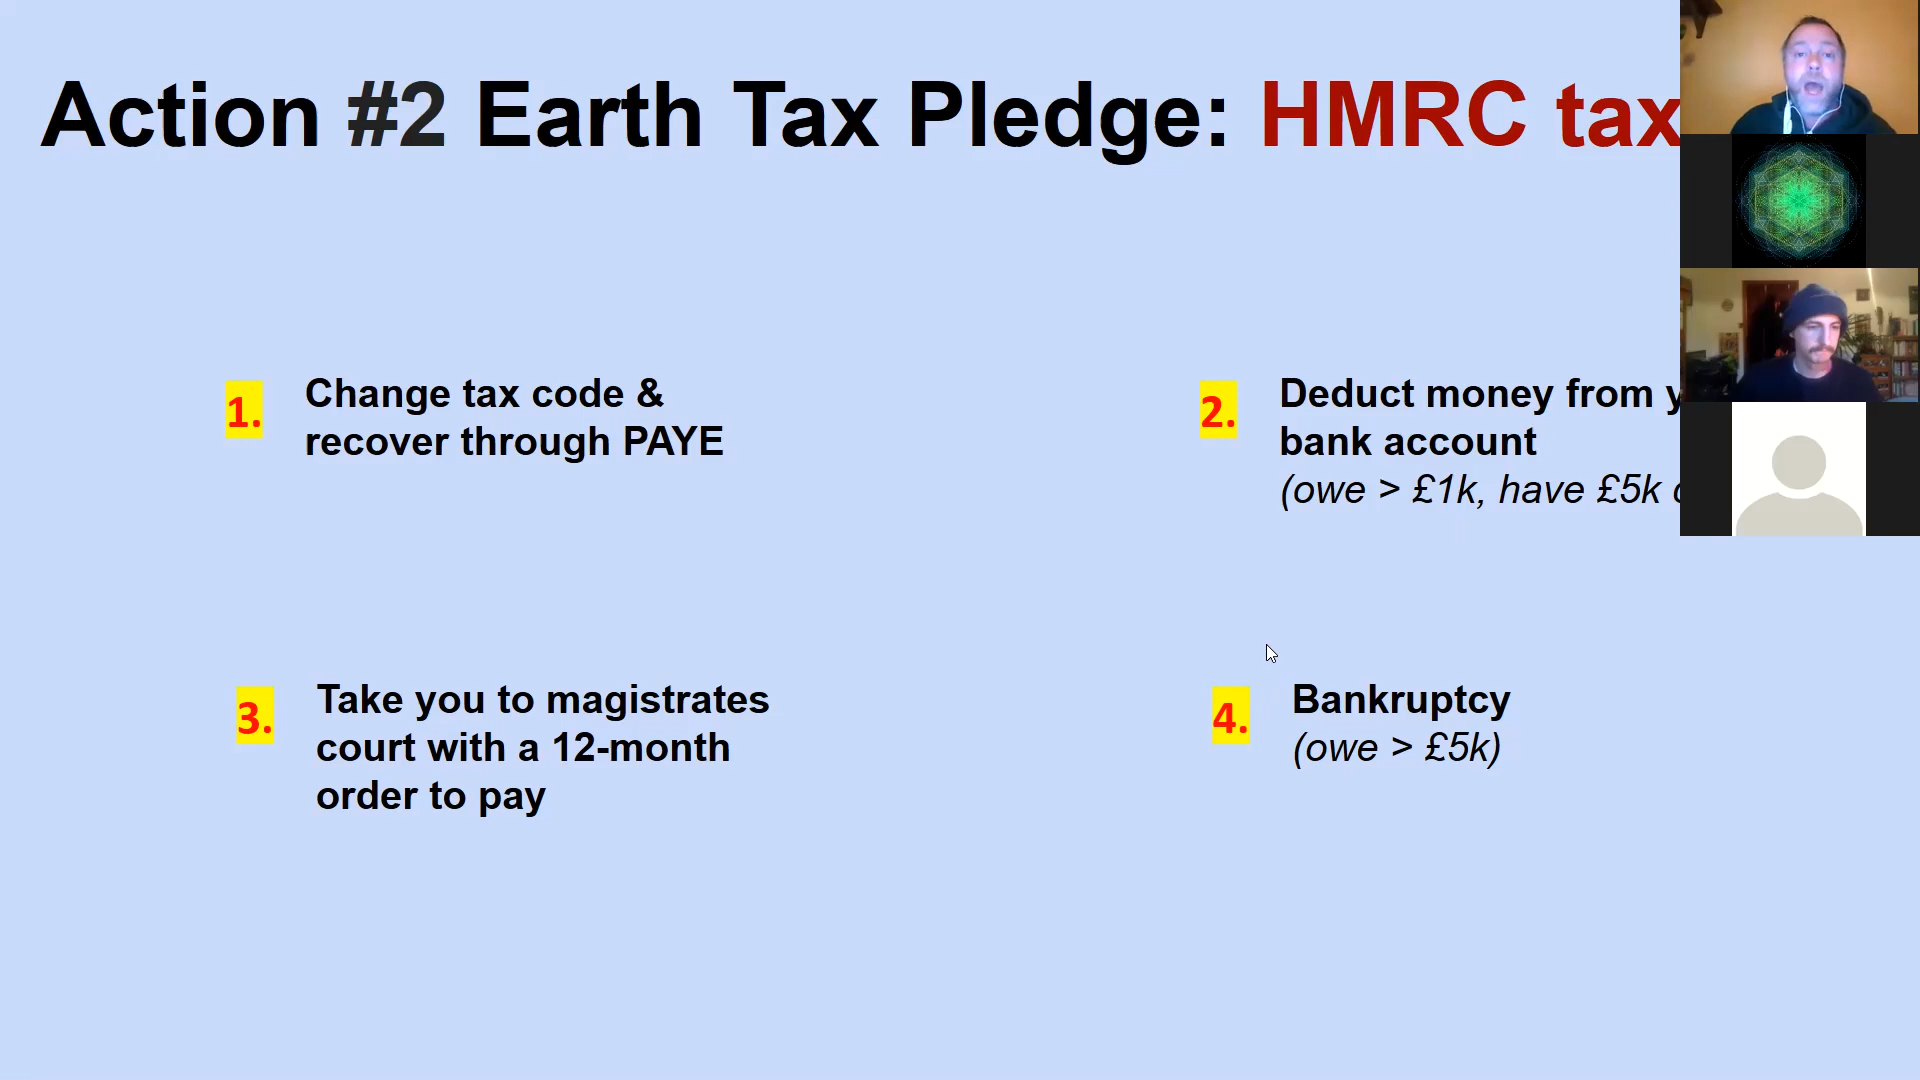 Action #2 Earth Tax Pledge: HMRC tax
1. Change tax code &
recover through PAYE
2. Deduct money from
bank account
(owe > £1k, have £5k
3. Take you to magistrates
court with a 12-month
order to pay
4. Bankruptcy
(owe > £5k)